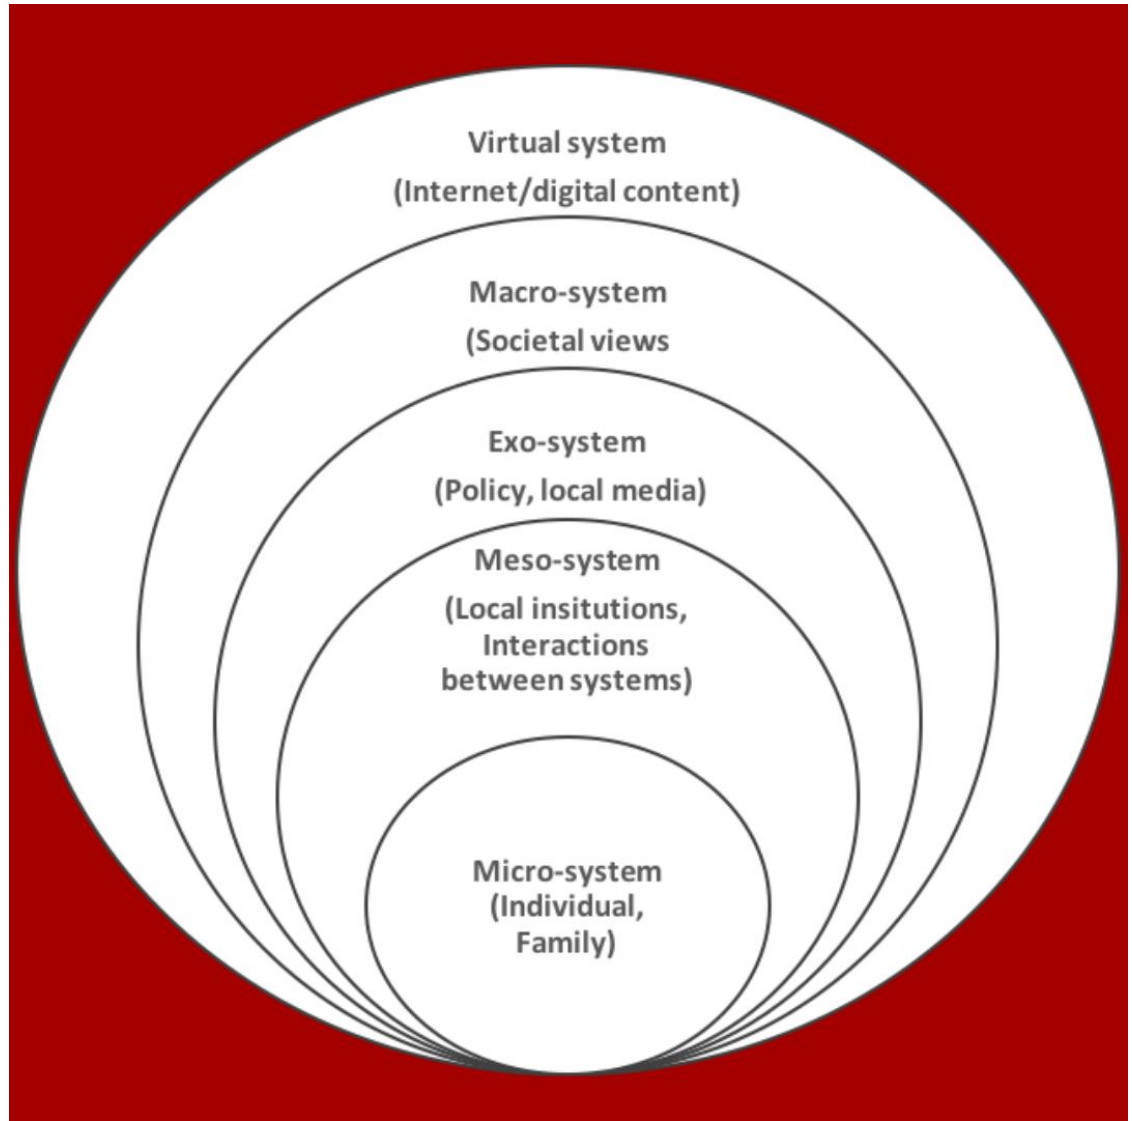 Virtual system
(Internet/digital content)
Macro-system
(Societal views
Exo-system
(Policy, local media)
Meso-system
(Local insitutions,
Interactions
between systems)
Micro-system
(Individual,
Family)